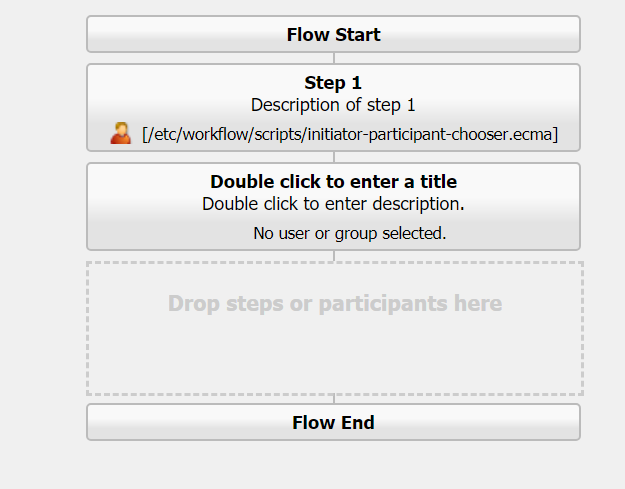 Flow Start
Step 1
Description of step 1
[/etc/workflow/scripts/initiator-participant-chooser.ecma]
Double click to enter a title
Double click to enter description.
No user or group selected.
Drop steps or participants here
Flow End